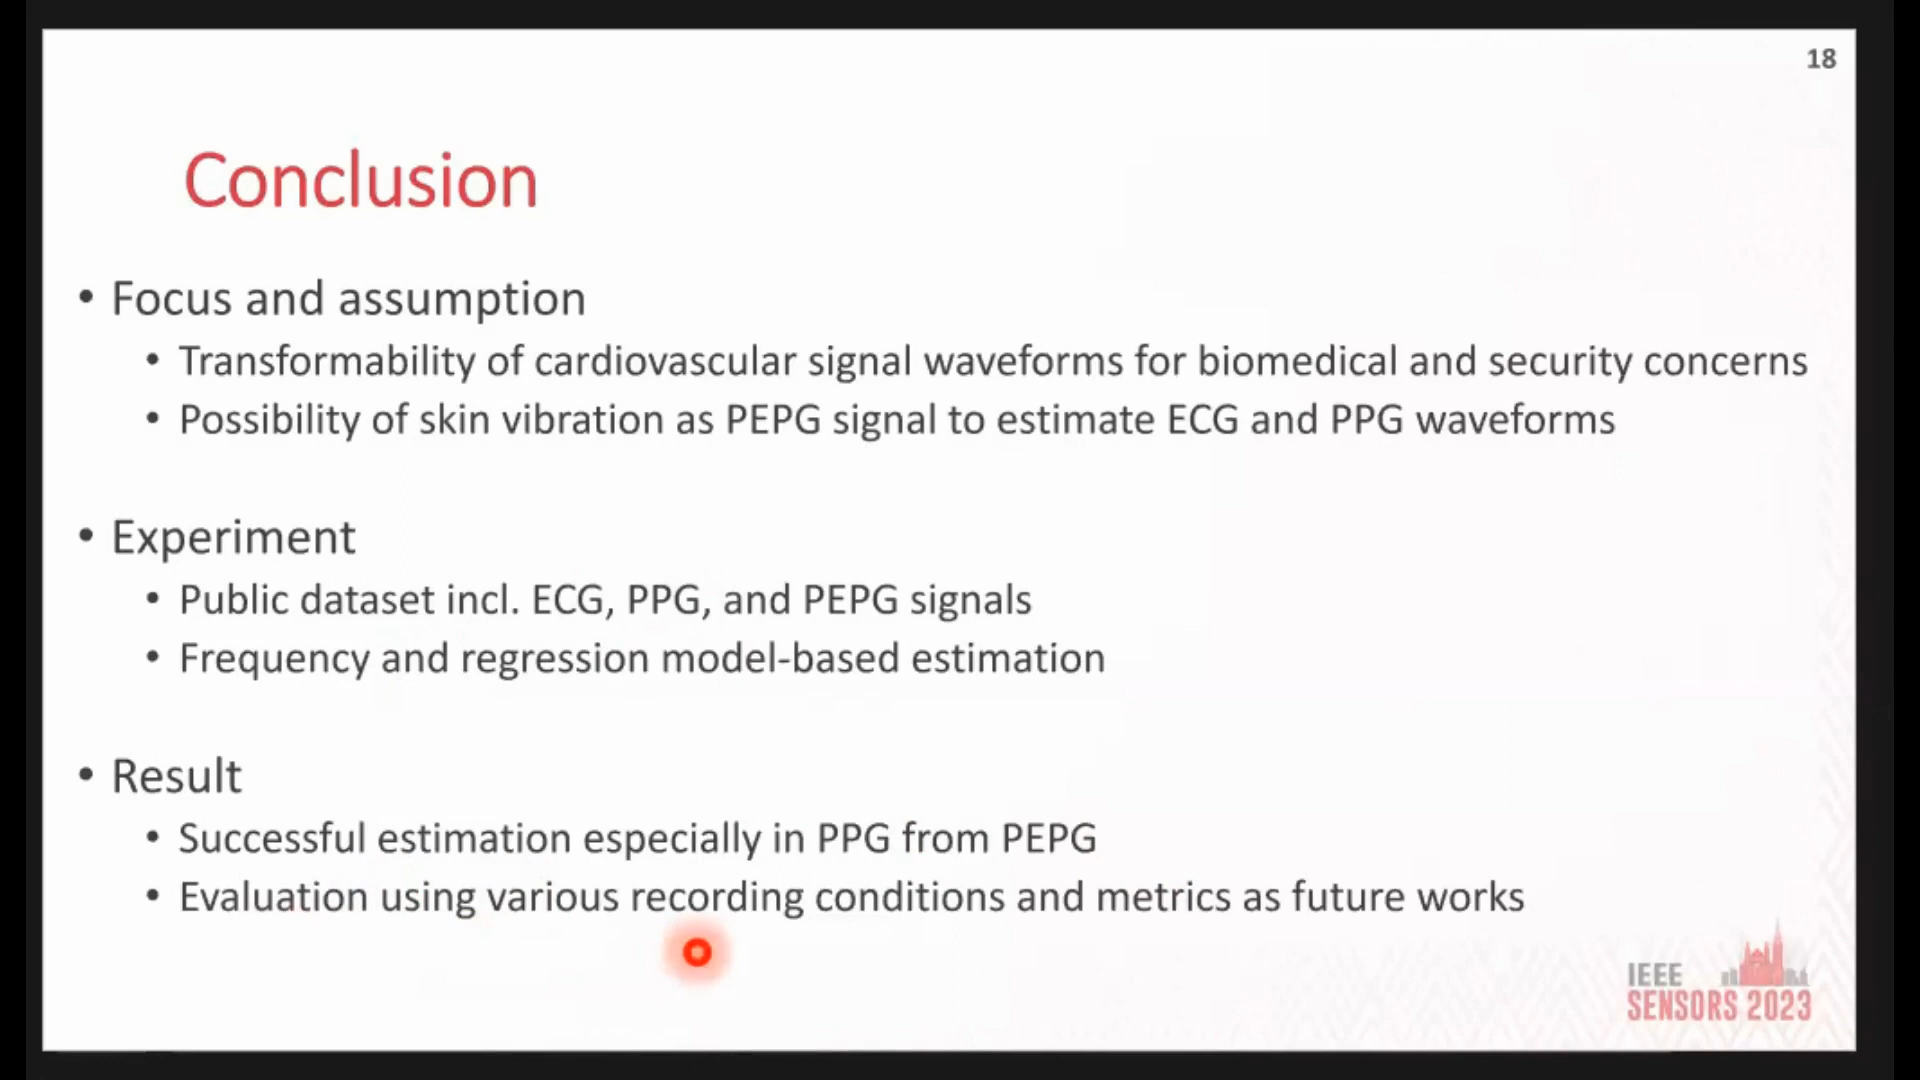 18
Conclusion
• Focus and assumption
• Transformability of cardiovascular signal waveforms for biomedical and security concerns
• Possibility of skin vibration as PEPG signal to estimate ECG and PPG waveforms
• Experiment
• Public dataset incl. ECG, PPG, and PEPG signals
• Frequency and regression model-based estimation
• Result
• Successful estimation especially in PPG from PEPG
• Evaluation using various recording conditions and metrics as future works
IEEE
SENSORS 2023